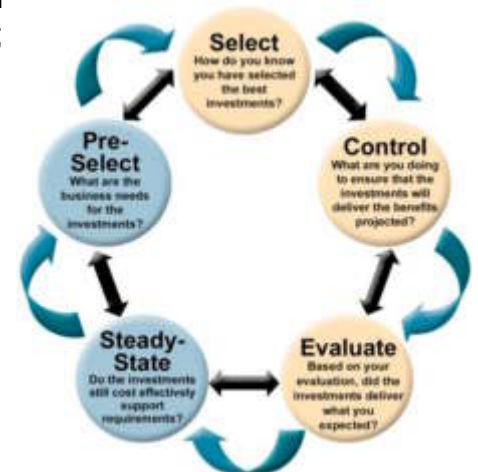 Select
How do you know
you have selected
the best
investments?
Pre-
Select
What are the
business needs
for the
investments?
Control
What are you doing
to ensure that the
investments will
deliver the benefits
projected?
Steady-
State
Do the investments
still cost effectively
support
requirements?
Evaluate
Based on your
evaluation, did the
investments deliver
what you
expected?